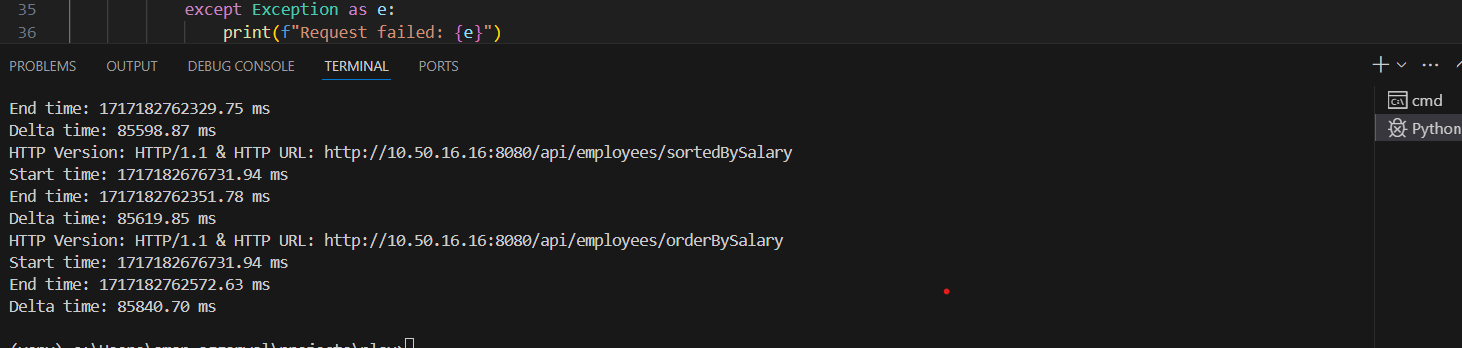 35 except Exception as e:
36 print(f"Request failed: {e}")
PROBLEMS OUTPUT DEBUG CONSOLE TERMINAL PORTS
End time: 1717182762329.75 ms
Delta time: 85598.87 ms
HTTP Version: HTTP/1.1 & HTTP URL: http://10.50.16.16:8080/api/employees/sortedBySalary
Start time: 1717182676731.94 ms
End time: 1717182762351.78 ms
Delta time: 85619.85 ms
HTTP Version: HTTP/1.1 & HTTP URL: http://10.50.16.16:8080/api/employees/orderBySalary
Start time: 1717182676731.94 ms
End time: 1717182762572.63 ms
Delta time: 85840.70 ms
cmd
Python